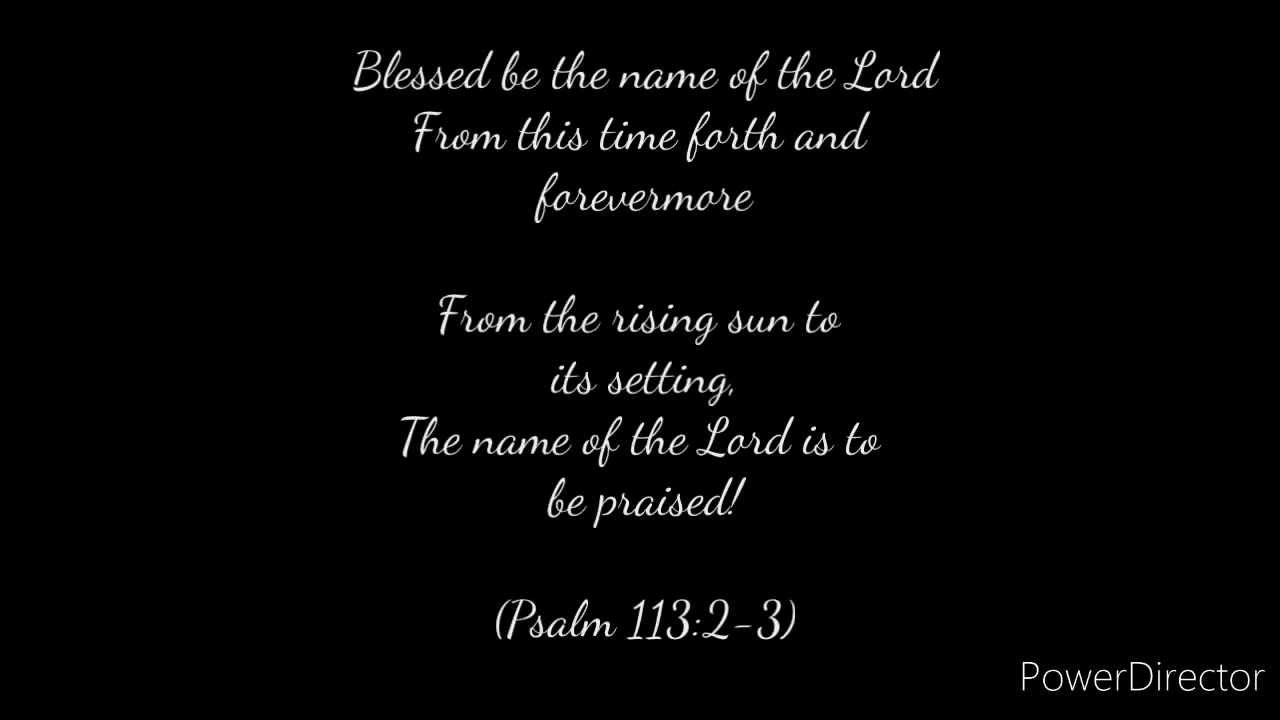 Blessed be the name of the Lord
From this time forth and
forevermore
From the rising sun to
its setting,
The name of the Lord is to
be praised!
(Psalm 113:2-3)
PowerDirector